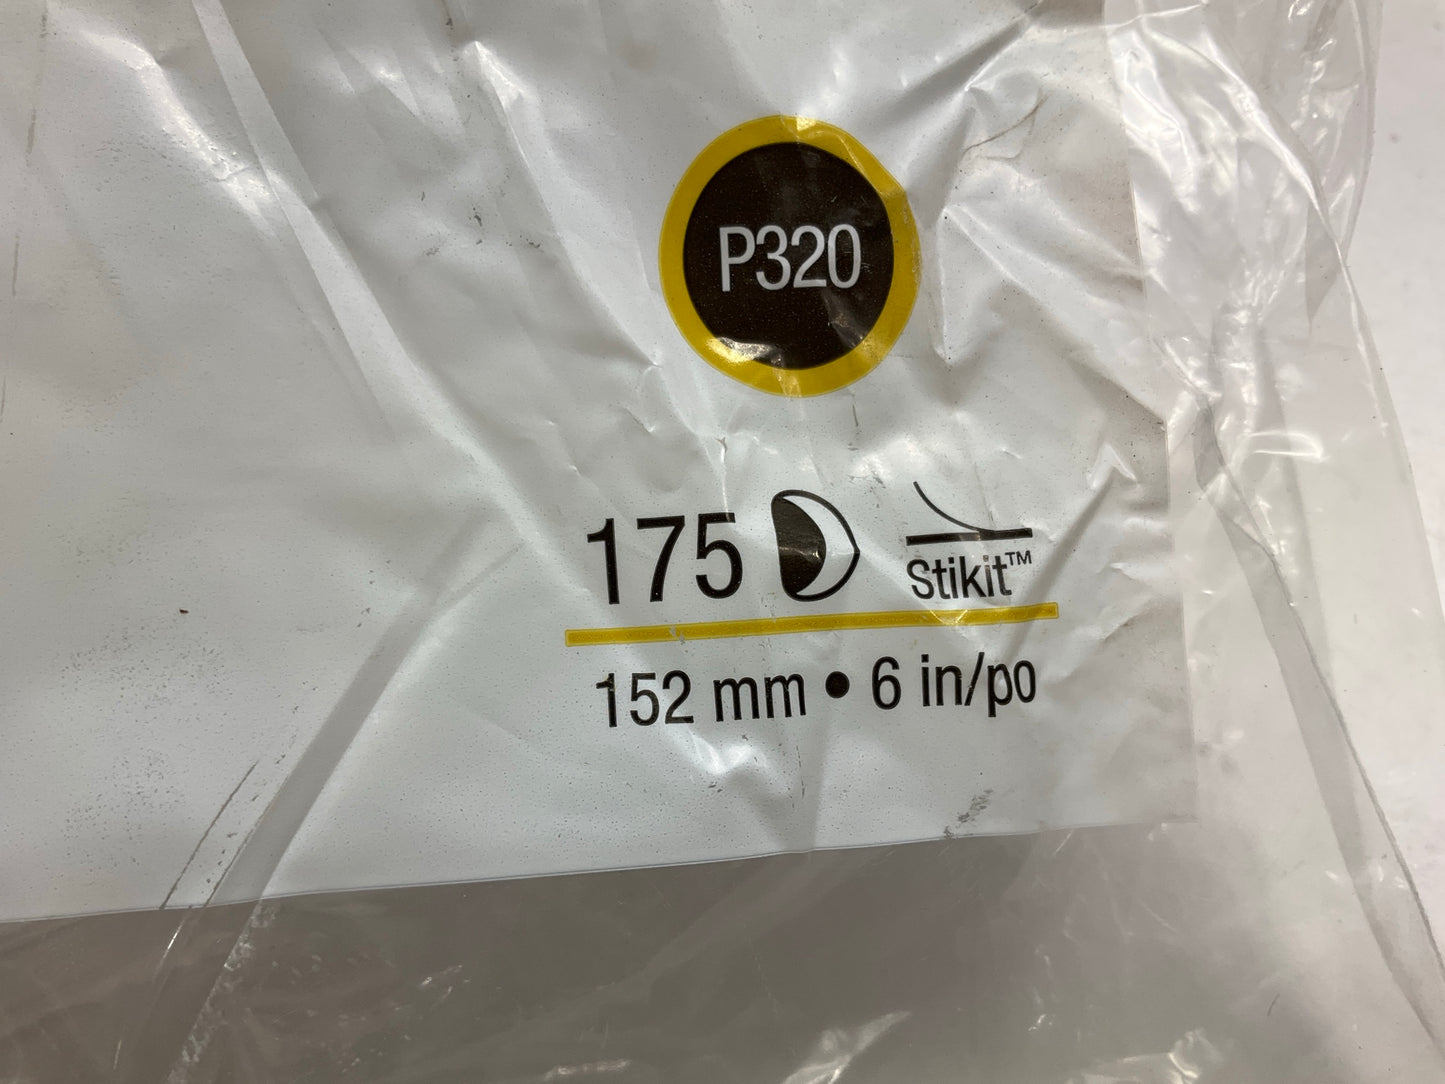 P320
175 Stikit™
152 mm • 6 in/po